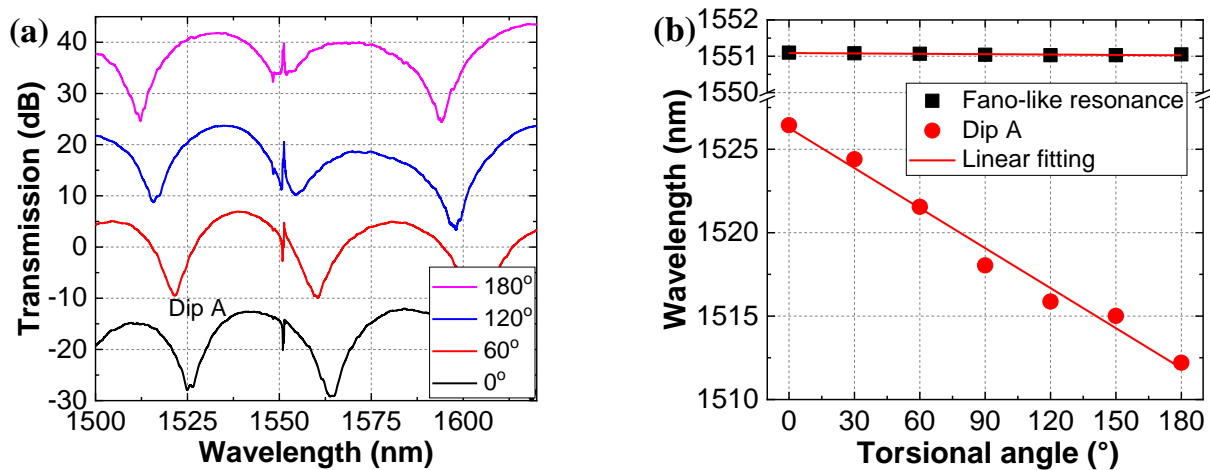 (a)
40
30
20
10
0
-10
-20
-30
Transmission (dB)
Dip A
180°
120°
60°
0°
1500 1525 1550 1575 1600
Wavelength (nm)
(b)
1552
1551
1550
1525
1520
1515
1510
Wavelength (nm)
Fano-like resonance
Dip A
Linear fitting
0 30 60 90 120 150 180
Torsional angle (°)